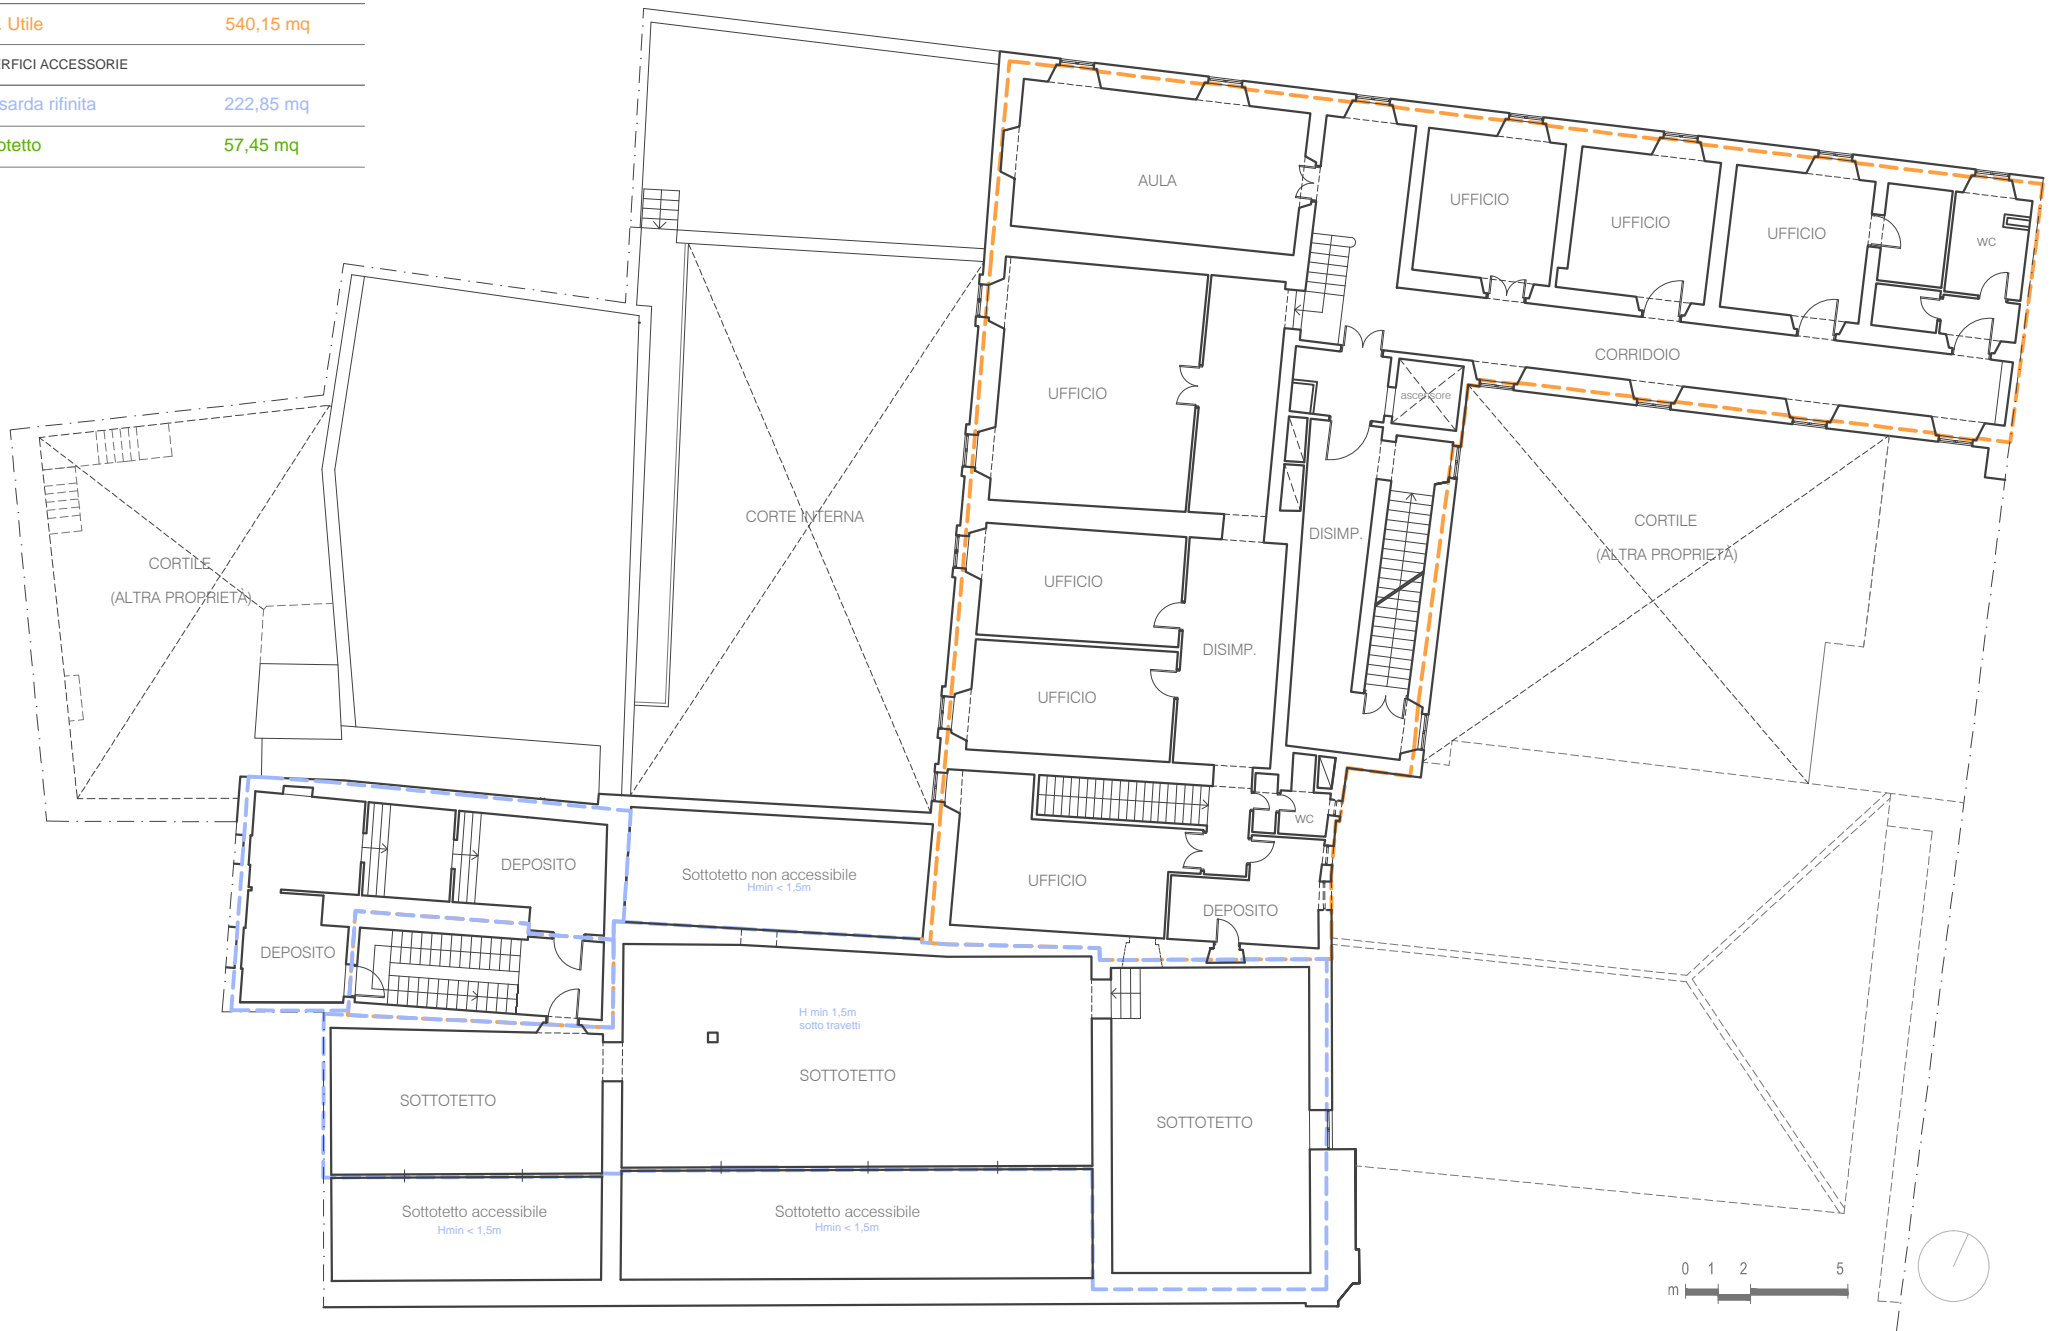 . Utile 540,15 mq
ERFICI ACCESSORIE
sarda rifinita 222,85 mq
otetto 57,45 mq
AULA
UFFICIO
UFFICIO
UFFICIO
WC
CORRIDOIO
UFFICIO
ascensore
CORTE INTERNA
CORTILE
(ALTRA PROPRIETÀ)
DISIMP.
CORTILE
(ALTRA PROPRIETÀ)
UFFICIO
DISIMP.
UFFICIO
WC
DEPOSITO
Sottotetto non accessibile
Hmin < 1,5m
UFFICIO
DEPOSITO
DEPOSITO
H min 1,5m
sotto travetti
SOTTOTETTO
SOTTOTETTO
SOTTOTETTO
Sottotetto accessibile
Hmin < 1,5m
Sottotetto accessibile
Hmin < 1,5m
0 1 2 5
m